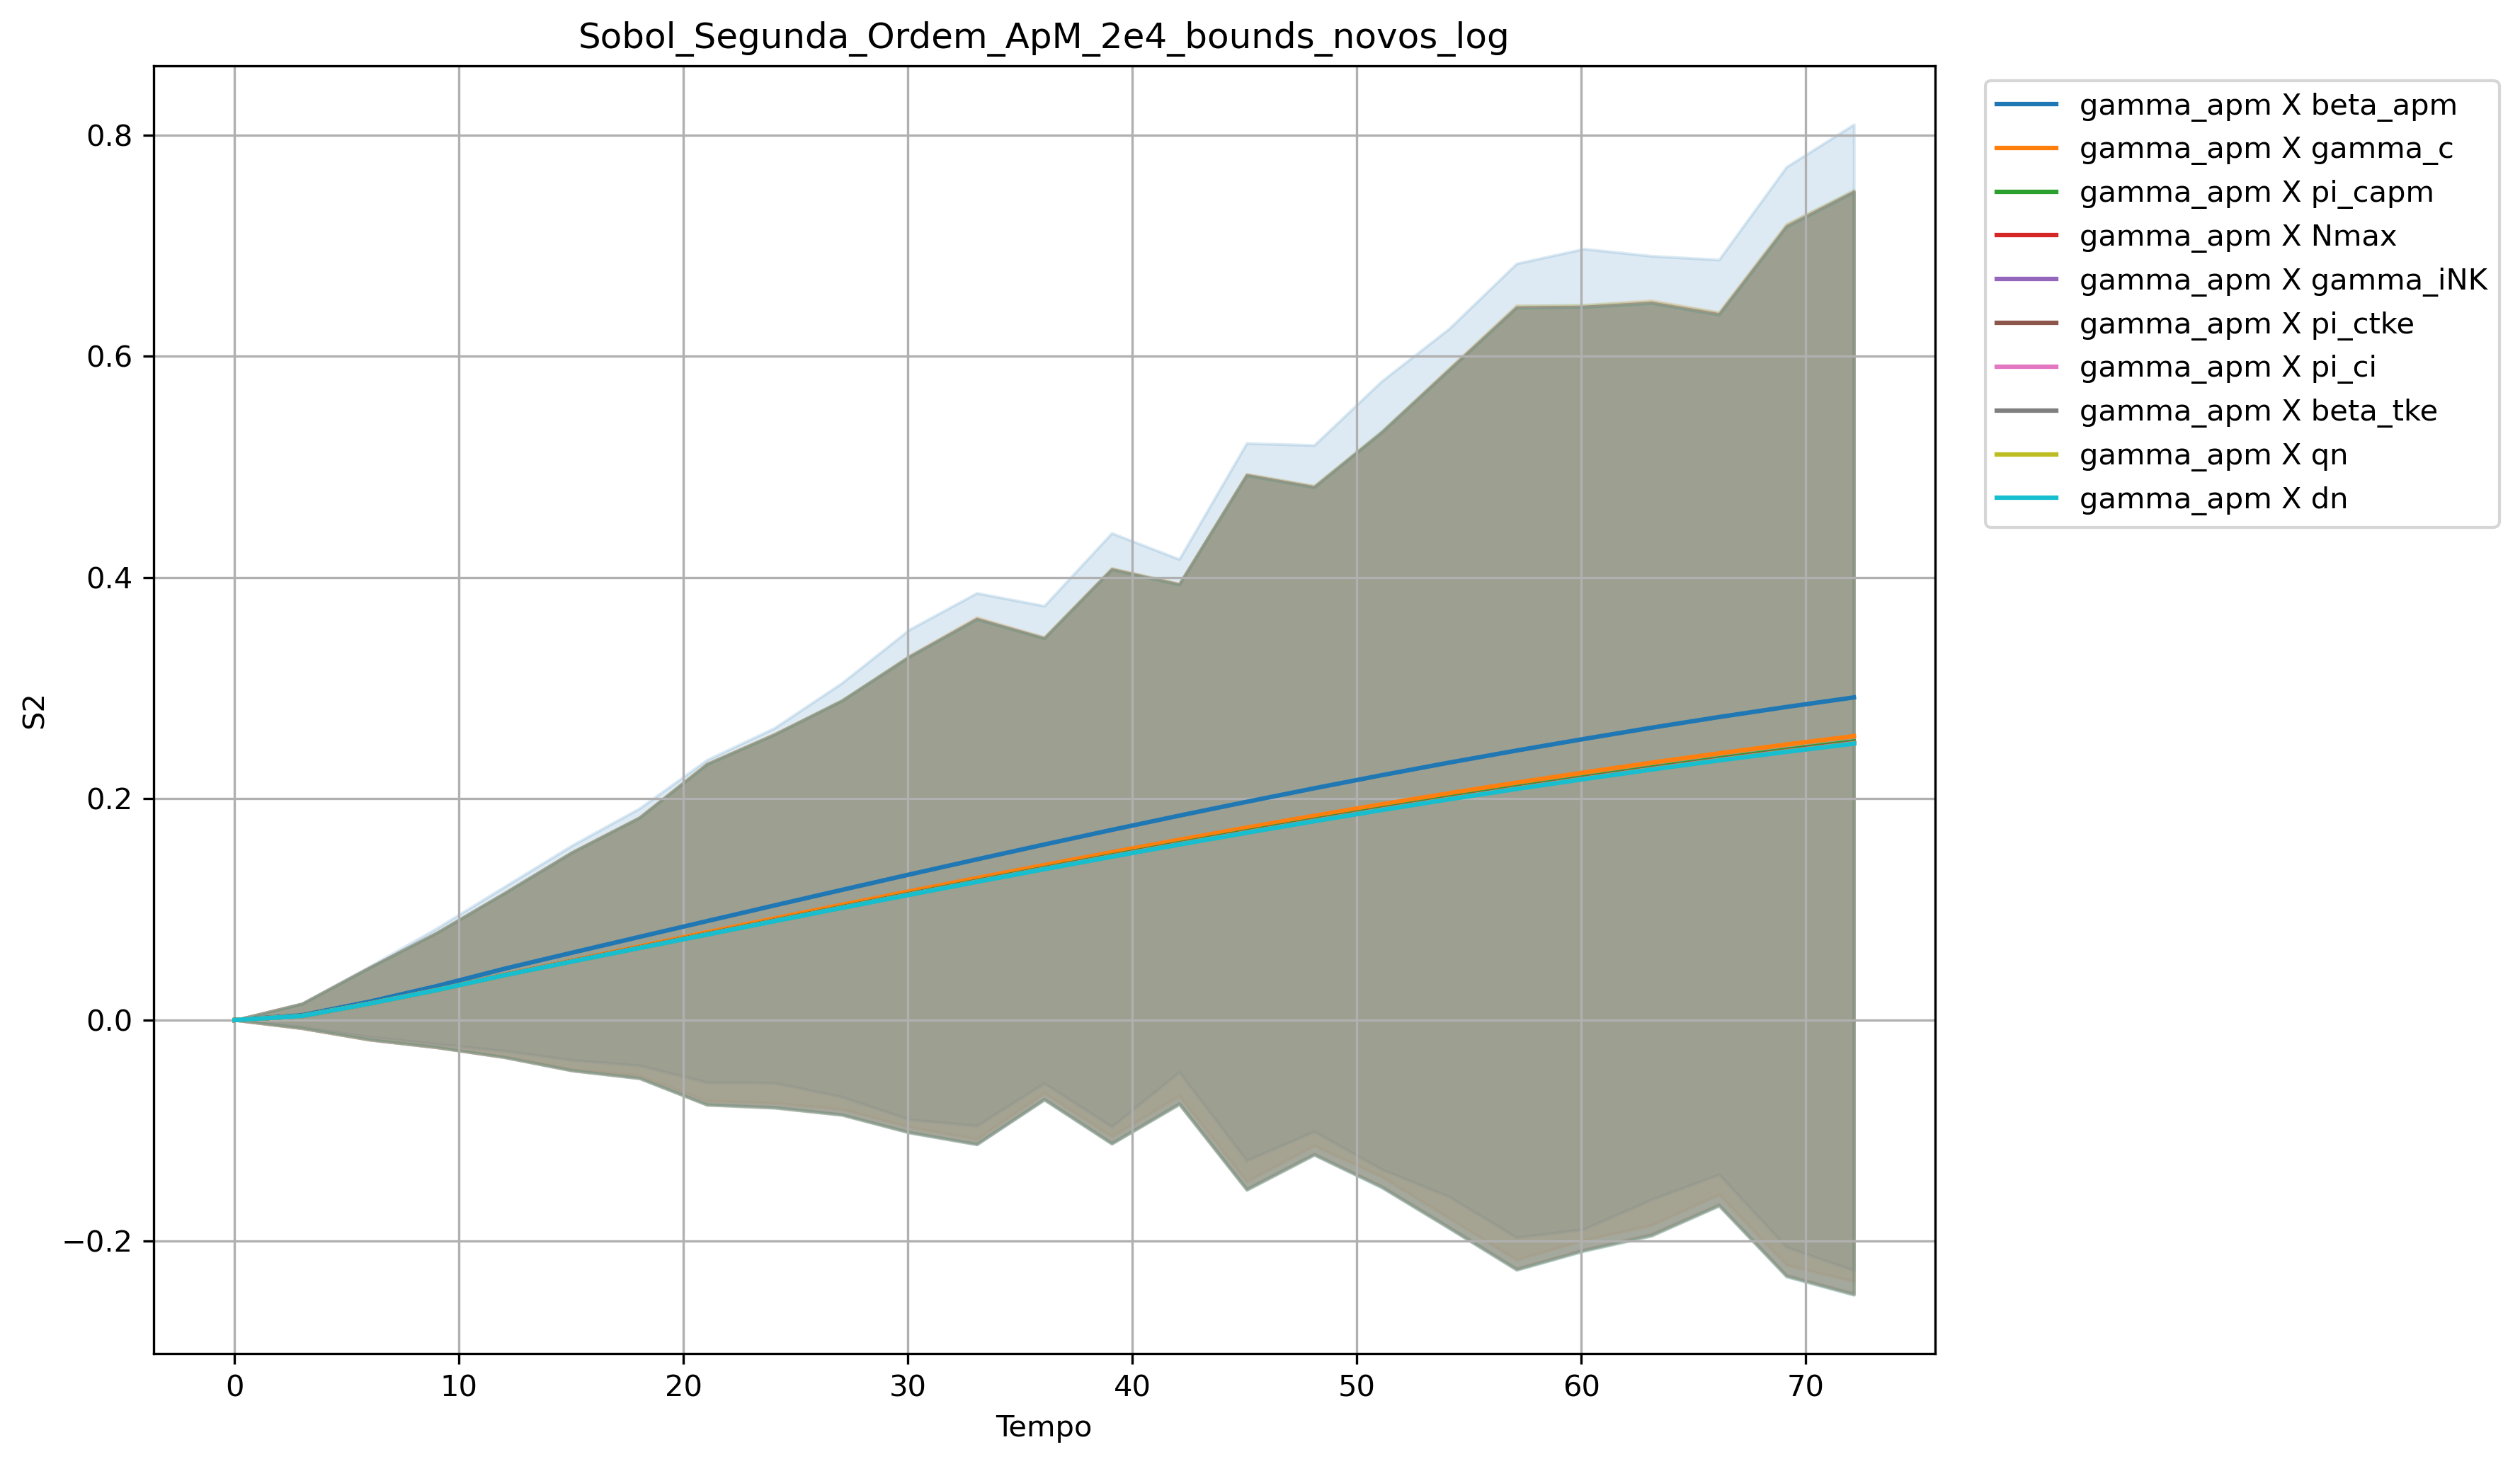 Sobol_Segunda_Ordem_ApM_2e4_bounds_novos_log
gamma_apm X beta_apm
gamma_apm X gamma_c
gamma_apm X pi_capm
gamma_apm X Nmax
gamma_apm X gamma_iNK
gamma_apm X pi_ctke
gamma_apm X pi_ci
gamma_apm X beta_tke
gamma_apm X qn
gamma_apm X dn
0.8
0.6
0.4
0.2
0.0
−0.2
S2
0 10 20 30 40 50 60 70
Tempo